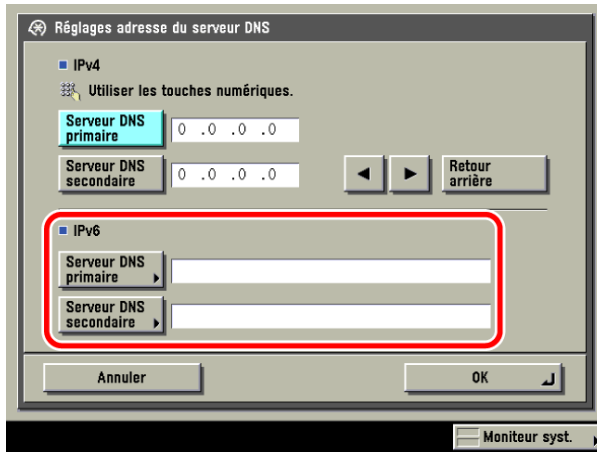 Réglages adresse du serveur DNS
IPv4
Utiliser les touches numériques.
Serveur DNS
primaire
0 .0 .0 .0
Serveur DNS
secondaire
0 .0 .0 .0
Retour
arrière
IPv6
Serveur DNS
primaire
Serveur DNS
secondaire
Annuler
OK
Moniteur syst.